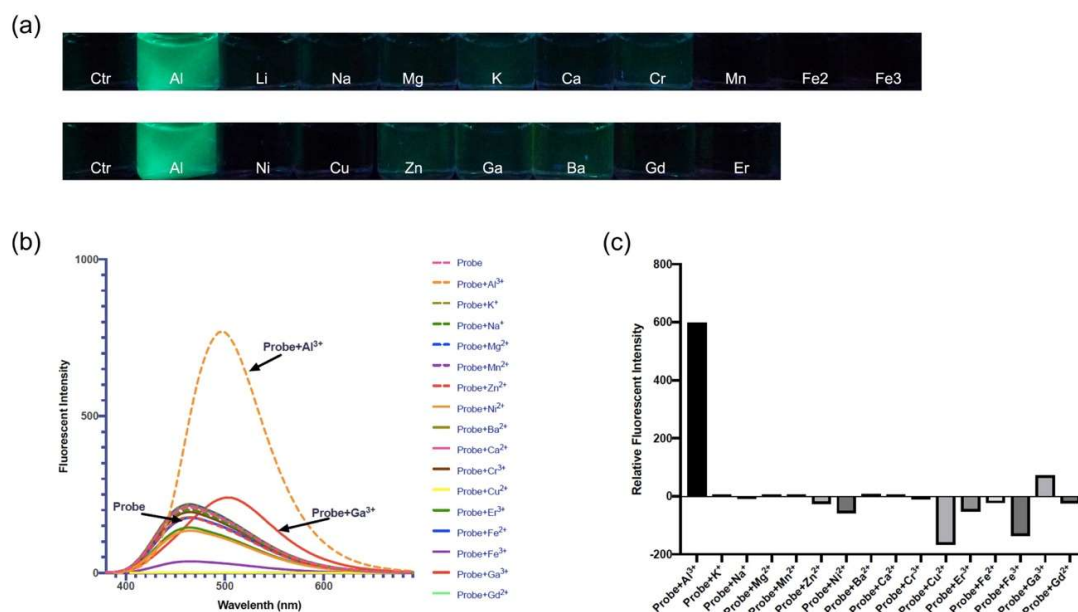 (a)
Ctr Al Li Na Mg K Ca Cr Mn Fe2 Fe3
Ctr Al Ni Cu Zn Ga Ba Gd Er
(b)
1000
500
0
400 500 600
Fluorescent Intensity
Wavelenth (nm)
Probe+Al³⁺
Probe
Probe+Ga³⁺
Probe
Probe+Al³⁺
Probe+K⁺
Probe+Na⁺
Probe+Mg²⁺
Probe+Mn²⁺
Probe+Zn²⁺
Probe+Ni²⁺
Probe+Ba²⁺
Probe+Ca²⁺
Probe+Cr³⁺
Probe+Cu²⁺
Probe+Er³⁺
Probe+Fe²⁺
Probe+Fe³⁺
Probe+Ga³⁺
Probe+Gd²⁺
(c)
800
600
400
200
0
-200
Relative Fluorescent Intensity
Probe+Al³⁺
Probe+K⁺
Probe+Na⁺
Probe+Mg²⁺
Probe+Mn²⁺
Probe+Zn²⁺
Probe+Ni²⁺
Probe+Ba²⁺
Probe+Ca²⁺
Probe+Cr³⁺
Probe+Cu²⁺
Probe+Er³⁺
Probe+Fe²⁺
Probe+Fe³⁺
Probe+Ga³⁺
Probe+Gd²⁺